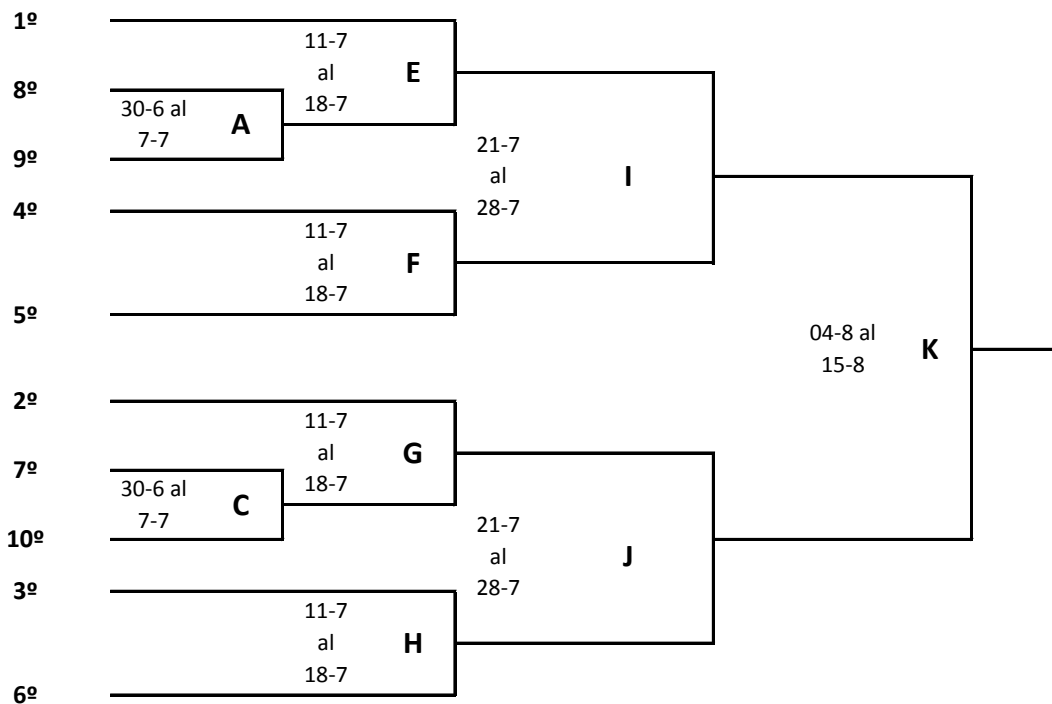 1º
11-7
al
18-7
E
8º
30-6 al
7-7
A
9º
21-7
al
28-7
I
4º
11-7
al
18-7
F
5º
04-8 al
15-8
K
2º
11-7
al
18-7
G
7º
30-6 al
7-7
C
10º
21-7
al
28-7
J
3º
11-7
al
18-7
H
6º